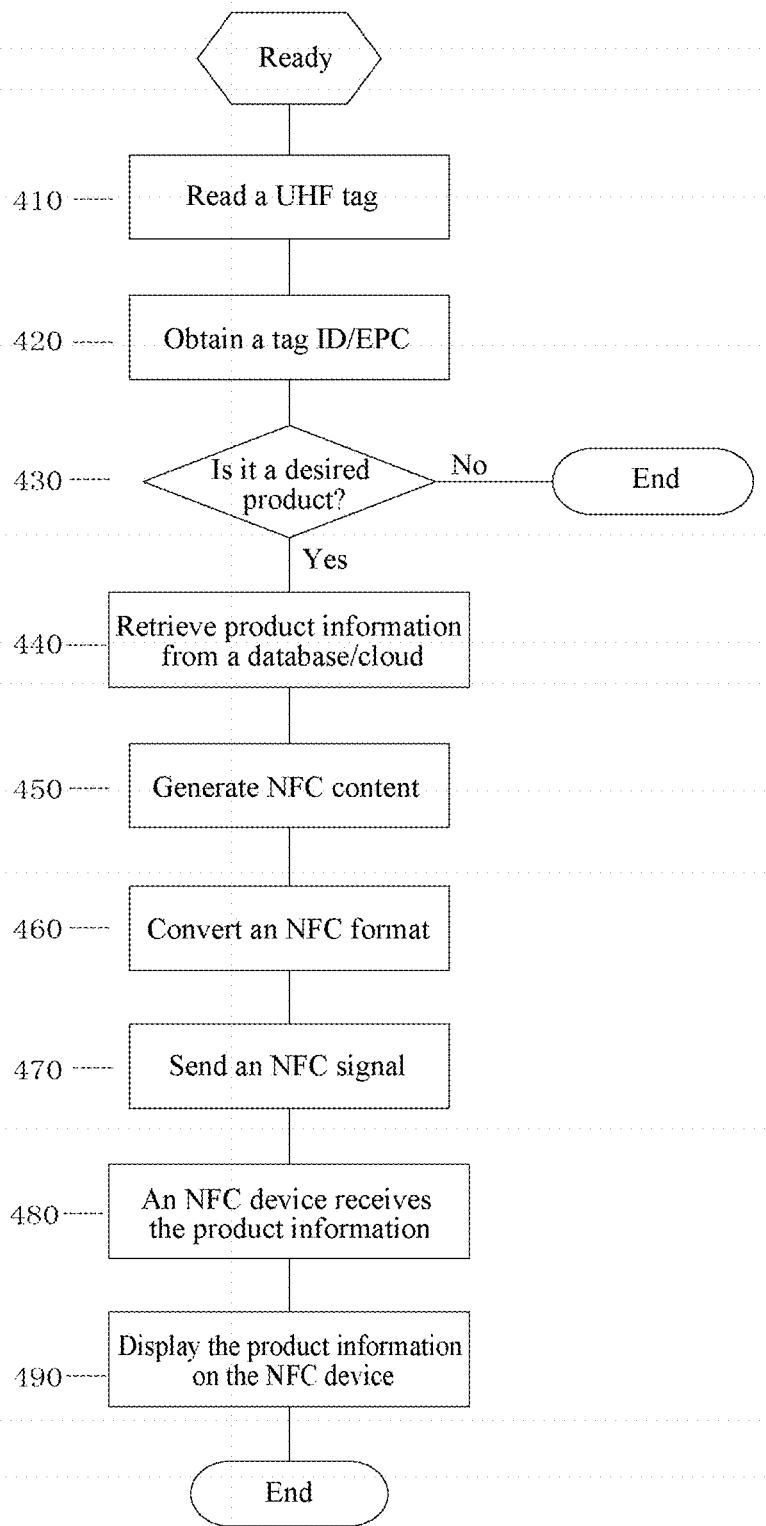 Ready
410
Read a UHF tag
420
Obtain a tag ID/EPC
430
Is it a desired
product?
No
End
Yes
440
Retrieve product information
from a database/cloud
450
Generate NFC content
460
Convert an NFC format
470
Send an NFC signal
480
An NFC device receives
the product information
490
Display the product information
on the NFC device
End